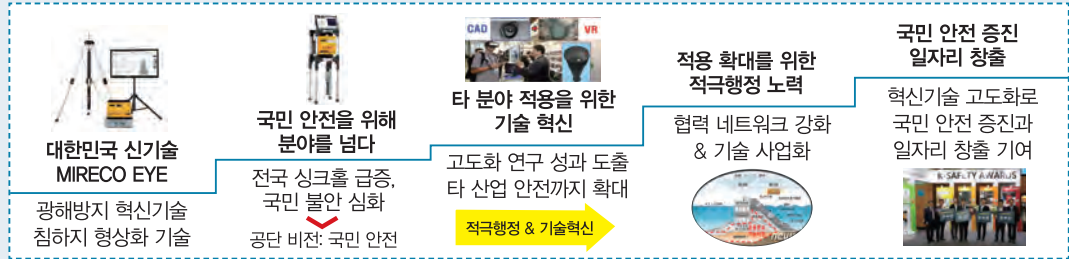 대한민국 신기술
MIRECO EYE
광해방지 혁신기술
침하지 형상화 기술
국민 안전을 위해
분야를 넘다
전국 싱크홀 급증,
국민 불안 심화
공단 비전: 국민 안전
CAD
VR
타 분야 적용을 위한
기술 혁신
고도화 연구 성과 도출
타 산업 안전까지 확대
적극행정 & 기술혁신
적용 확대를 위한
적극행정 노력
협력 네트워크 강화
& 기술 사업화
국민 안전 증진
일자리 창출
혁신기술 고도화로
국민 안전 증진과
일자리 창출 기여
K-SAFETY AWARDS